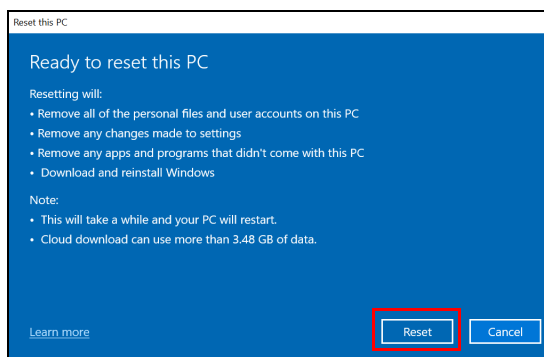 Reset this PC
Ready to reset this PC
Resetting will:
• Remove all of the personal files and user accounts on this PC
• Remove any changes made to settings
• Remove any apps and programs that didn't come with this PC
• Download and reinstall Windows
Note:
• This will take a while and your PC will restart.
• Cloud download can use more than 3.48 GB of data.
Learn more
Reset
Cancel